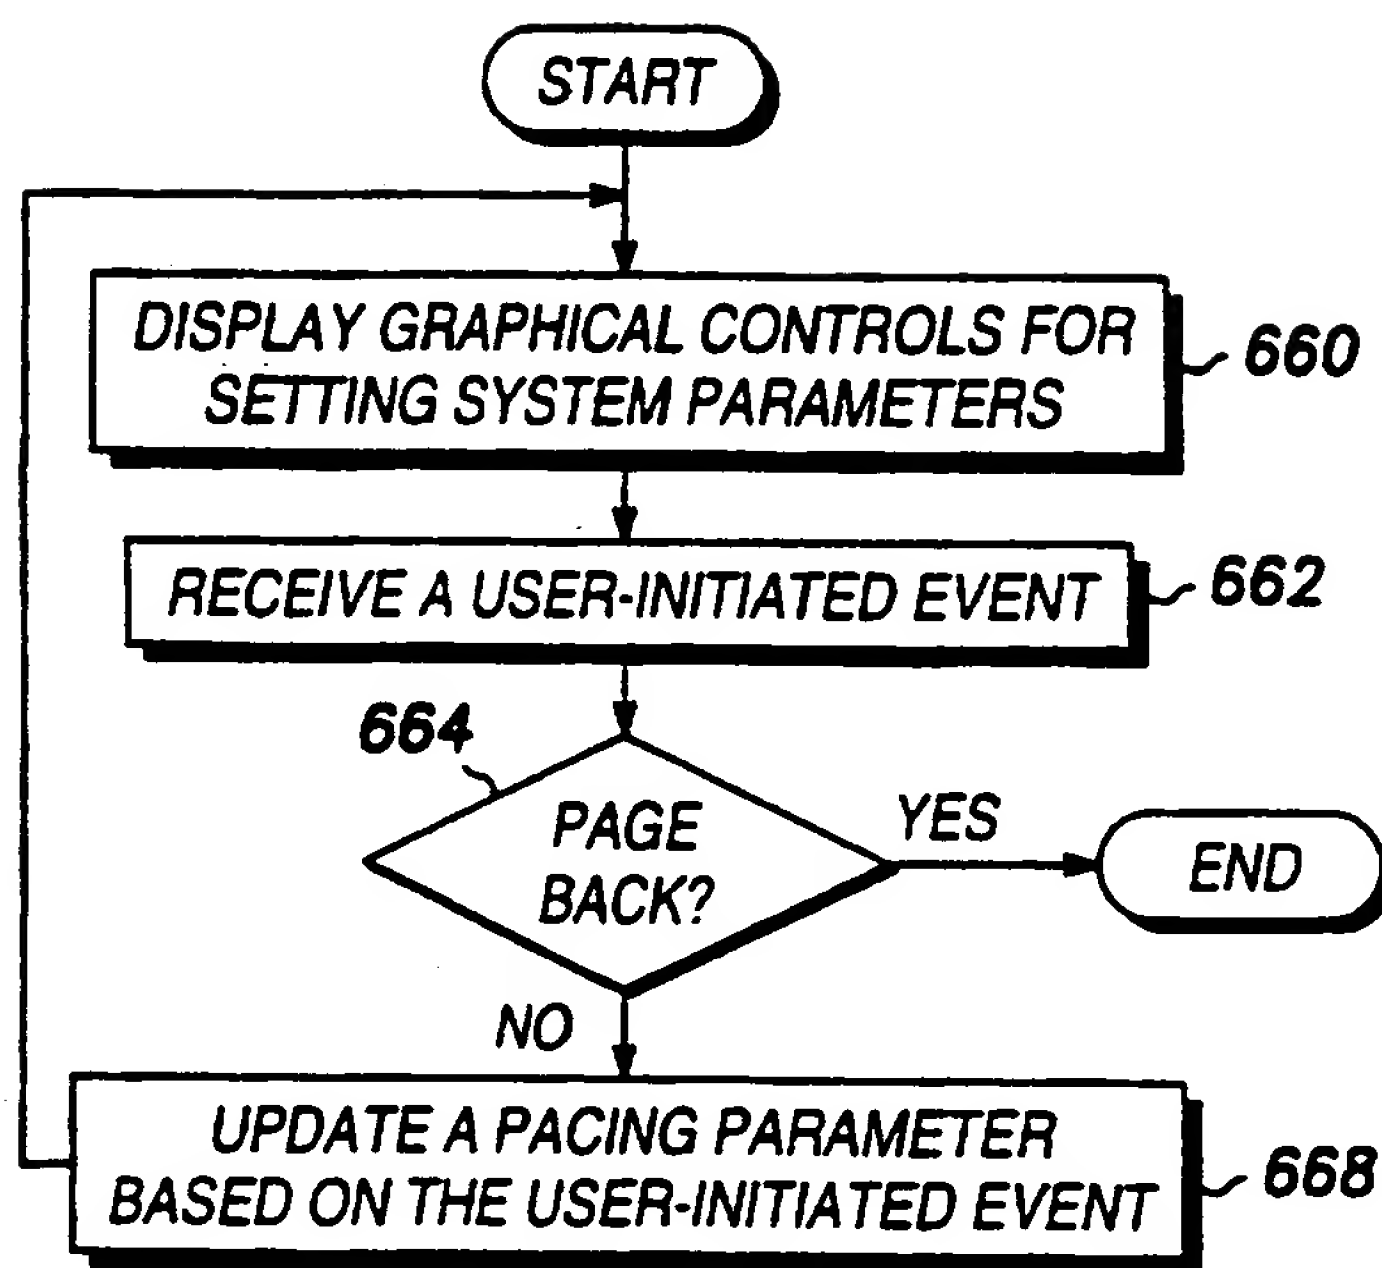 START
DISPLAY GRAPHICAL CONTROLS FOR
SETTING SYSTEM PARAMETERS
660
RECEIVE A USER-INITIATED EVENT
662
664
PAGE
BACK?
YES
END
NO
UPDATE A PACING PARAMETER
BASED ON THE USER-INITIATED EVENT
668